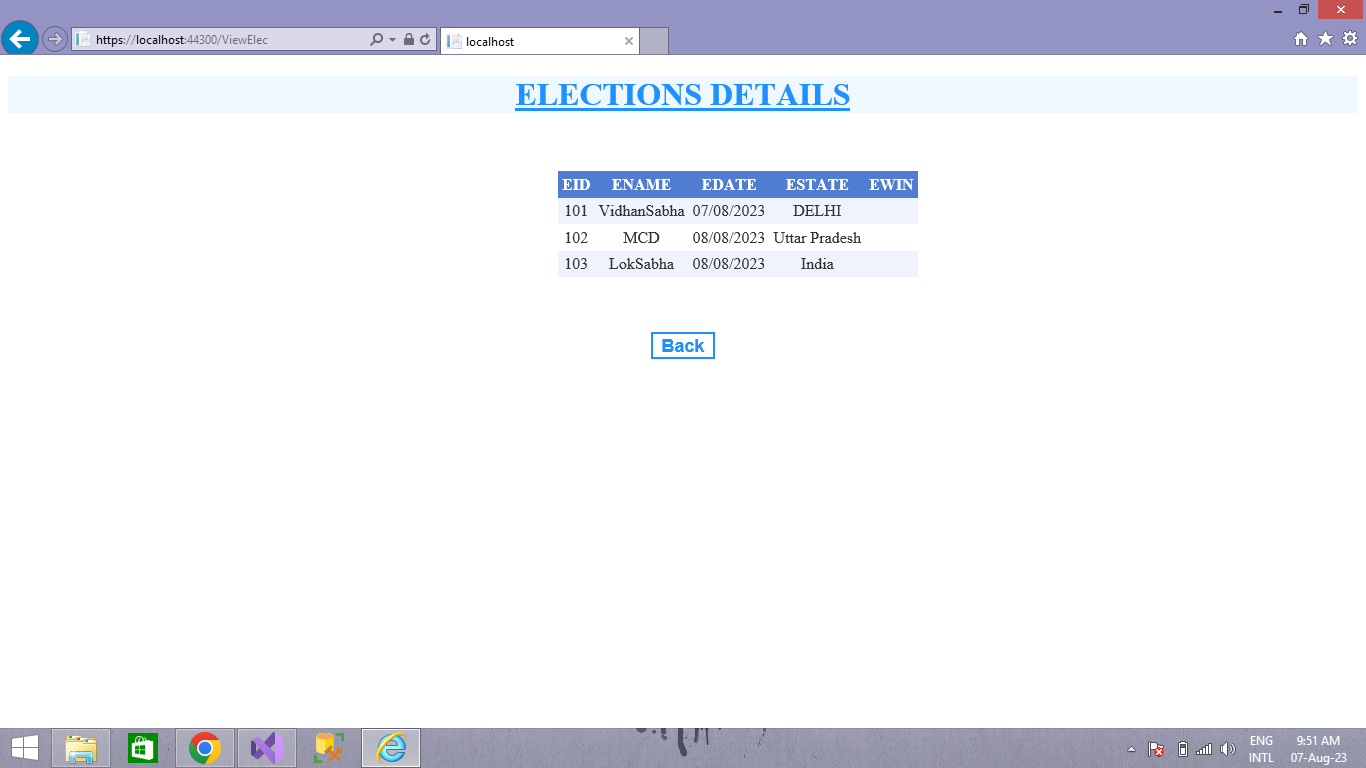 https://localhost:44300/ViewElec
localhost
ELECTIONS DETAILS
EID ENAME EDATE ESTATE EWIN
101 VidhanSabha 07/08/2023 DELHI
102 MCD 08/08/2023 Uttar Pradesh
103 LokSabha 08/08/2023 India
Back
ENG 9:51 AM
INTL 07-Aug-23